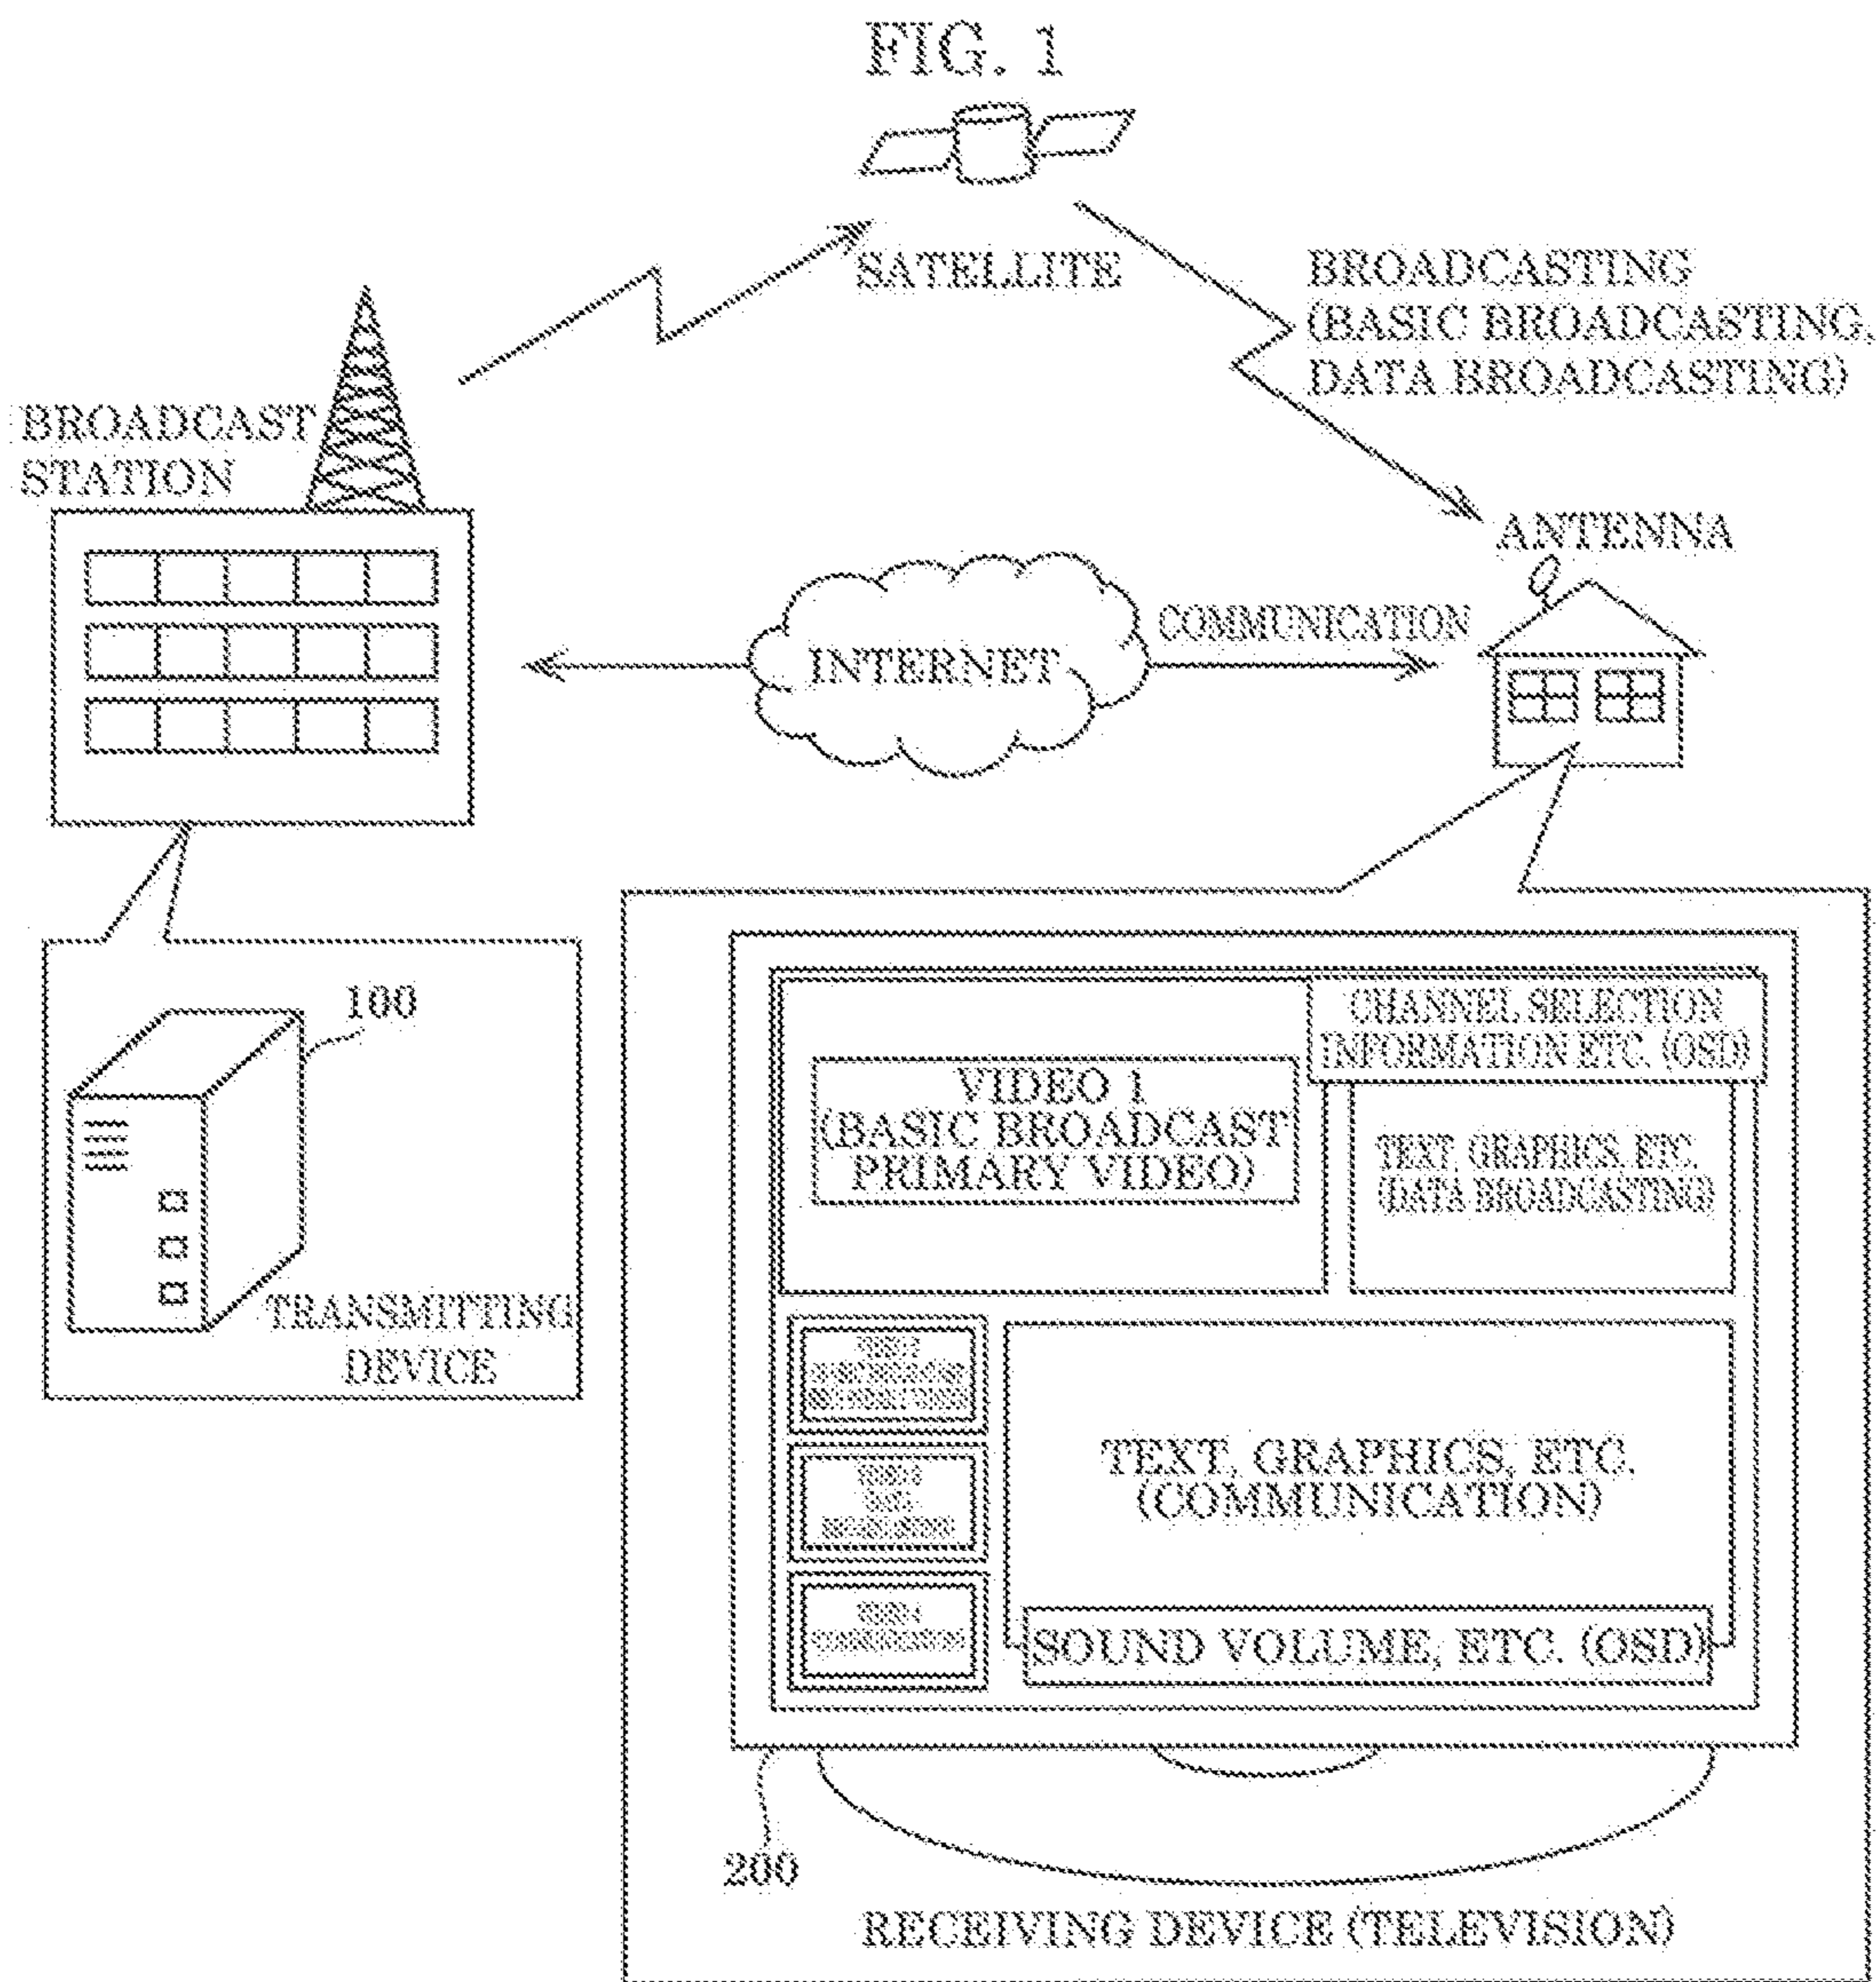 FIG. 1
SATELLITE
BROADCASTING
(BASIC BROADCASTING,
DATA BROADCASTING)
BROADCAST
STATION
ANTENNA
INTERNET
COMMUNICATION
100
TRANSMITTING
DEVICE
CHANNEL SELECTION
INFORMATION ETC. (OSD)
VIDEO 1
(BASIC BROADCAST
PRIMARY VIDEO)
TEXT, GRAPHICS, ETC.
(DATA BROADCASTING)
TEXT, GRAPHICS, ETC.
(COMMUNICATION)
SOUND VOLUME, ETC. (OSD)
200
RECEIVING DEVICE (TELEVISION)